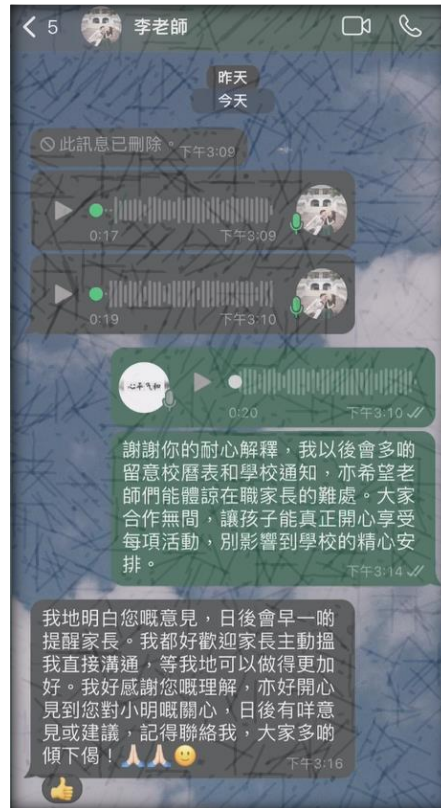 5 李老師
昨天
今天
此訊息已刪除。 下午3:09
0:17 下午3:09
0:19 下午3:10
0:20 下午3:10
謝謝你的耐心解釋，我以後會多啲
留意校曆表和學校通知，亦希望老
師們能體諒在職家長的難處。大家
合作無間，讓孩子能真正開心享受
每項活動，別影響到學校的精心安
排。
下午3:14
我地明白您嘅意見，日後會早一啲
提醒家長。我都好歡迎家長主動搵
我直接溝通，等我地可以做得更加
好。我好感謝您嘅理解，亦好開心
見到您對小明嘅關心，日後有咩意
見或建議，記得聯絡我，大家多啲
傾下偈！🙏🏻🙏🏻🙂
下午3:16